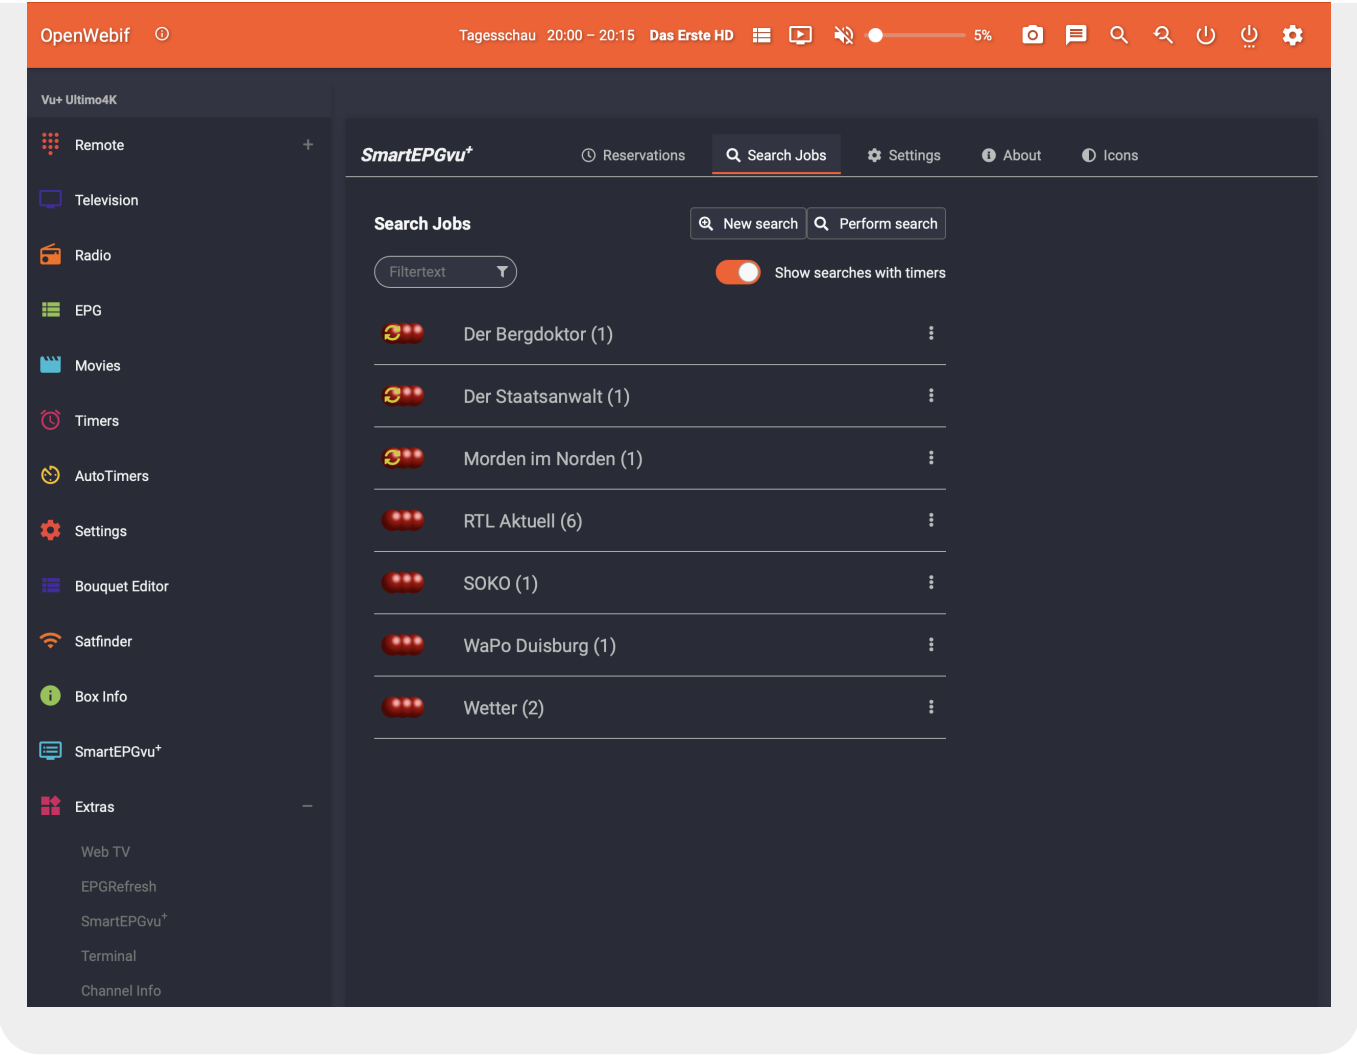 OpenWebif
Tagesschau 20:00 – 20:15 Das Erste HD
5%
Vu+ Ultimo4K
Remote
Television
Radio
EPG
Movies
Timers
AutoTimers
Settings
Bouquet Editor
Satfinder
Box Info
SmartEPGvu+
Extras
Web TV
EPGRefresh
SmartEPGvu+
Terminal
Channel Info
SmartEPGvu+
Reservations
Search Jobs
Settings
About
Icons
Search Jobs
New search
Perform search
Filtertext
Show searches with timers
Der Bergdoktor (1)
Der Staatsanwalt (1)
Morden im Norden (1)
RTL Aktuell (6)
SOKO (1)
WaPo Duisburg (1)
Wetter (2)